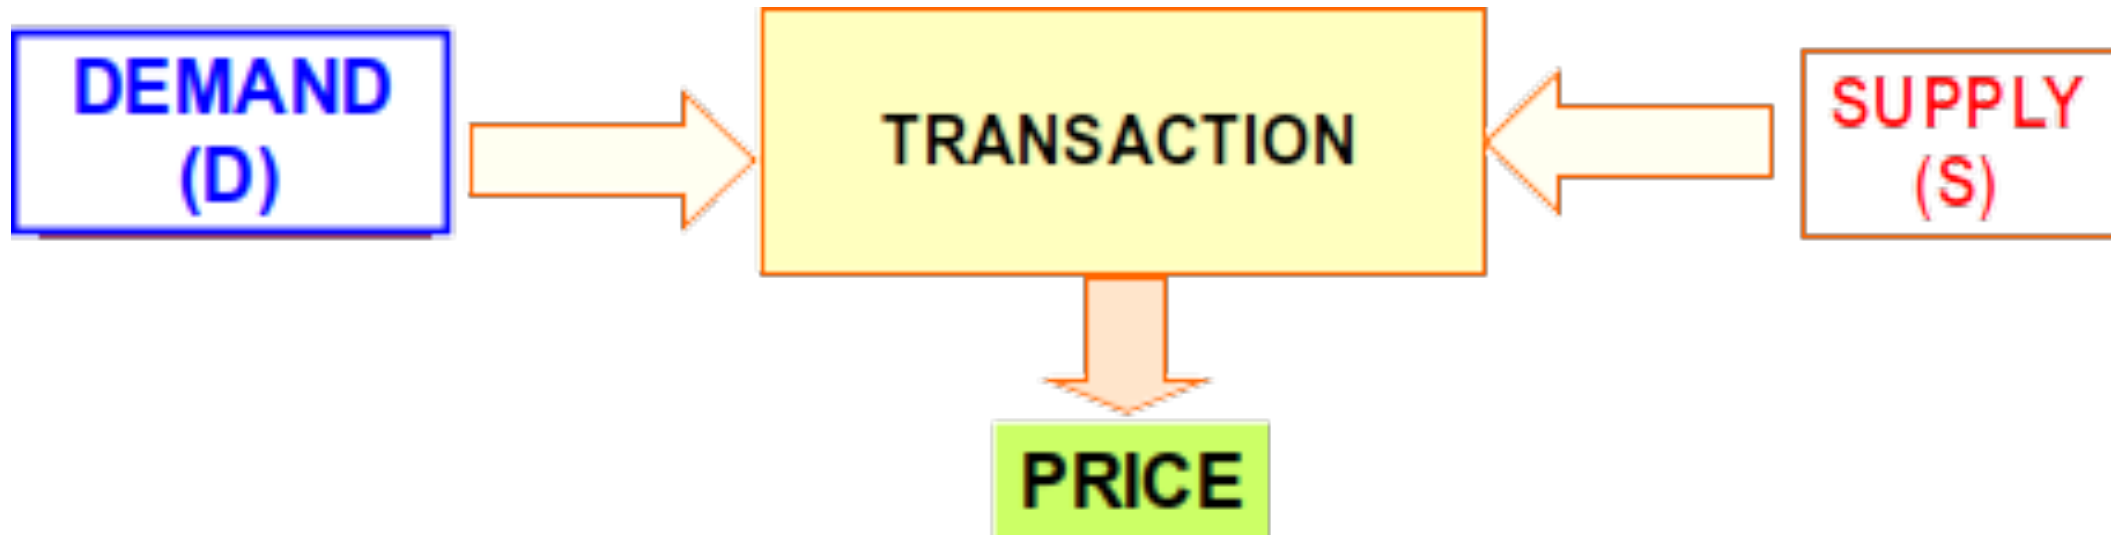 DEMAND
(D)
TRANSACTION
SUPPLY
(S)
PRICE